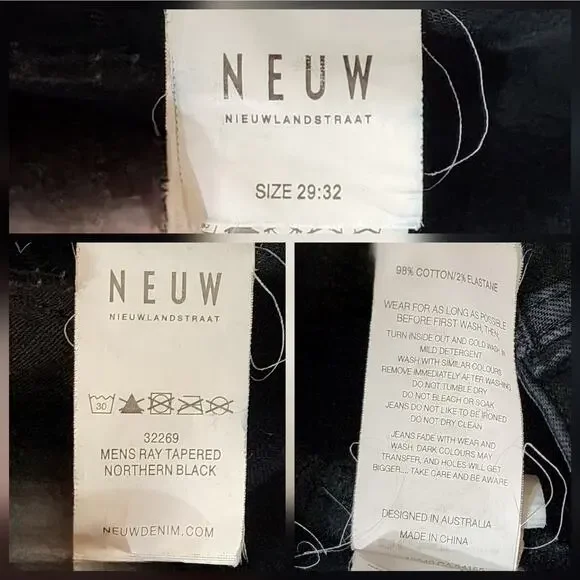 NEUW
NIEUWLANDSTRAAT
SIZE 29:32
NEUW
NIEUWLANDSTRAAT
30
32269
MENS RAY TAPERED
NORTHERN BLACK
NEUWDENIM.COM
98% COTTON/2% ELASTANE
WEAR FOR AS LONG AS POSSIBLE
BEFORE FIRST WASH, THEN,
TURN INSIDE OUT AND COLD WASH IN
MILD DETERGENT
WASH WITH SIMILAR COLOURS
REMOVE IMMEDIATELY AFTER WASHING
DO NOT TUMBLE DRY
DO NOT BLEACH OR SOAK
JEANS DO NOT LIKE TO BE IRONED
DO NOT DRY CLEAN
JEANS FADE WITH WEAR AND
WASH. DARK COLOURS MAY
TRANSFER, AND HOLES WILL GET
BIGGER.... TAKE CARE AND BE AWARE
DESIGNED IN AUSTRALIA
MADE IN CHINA